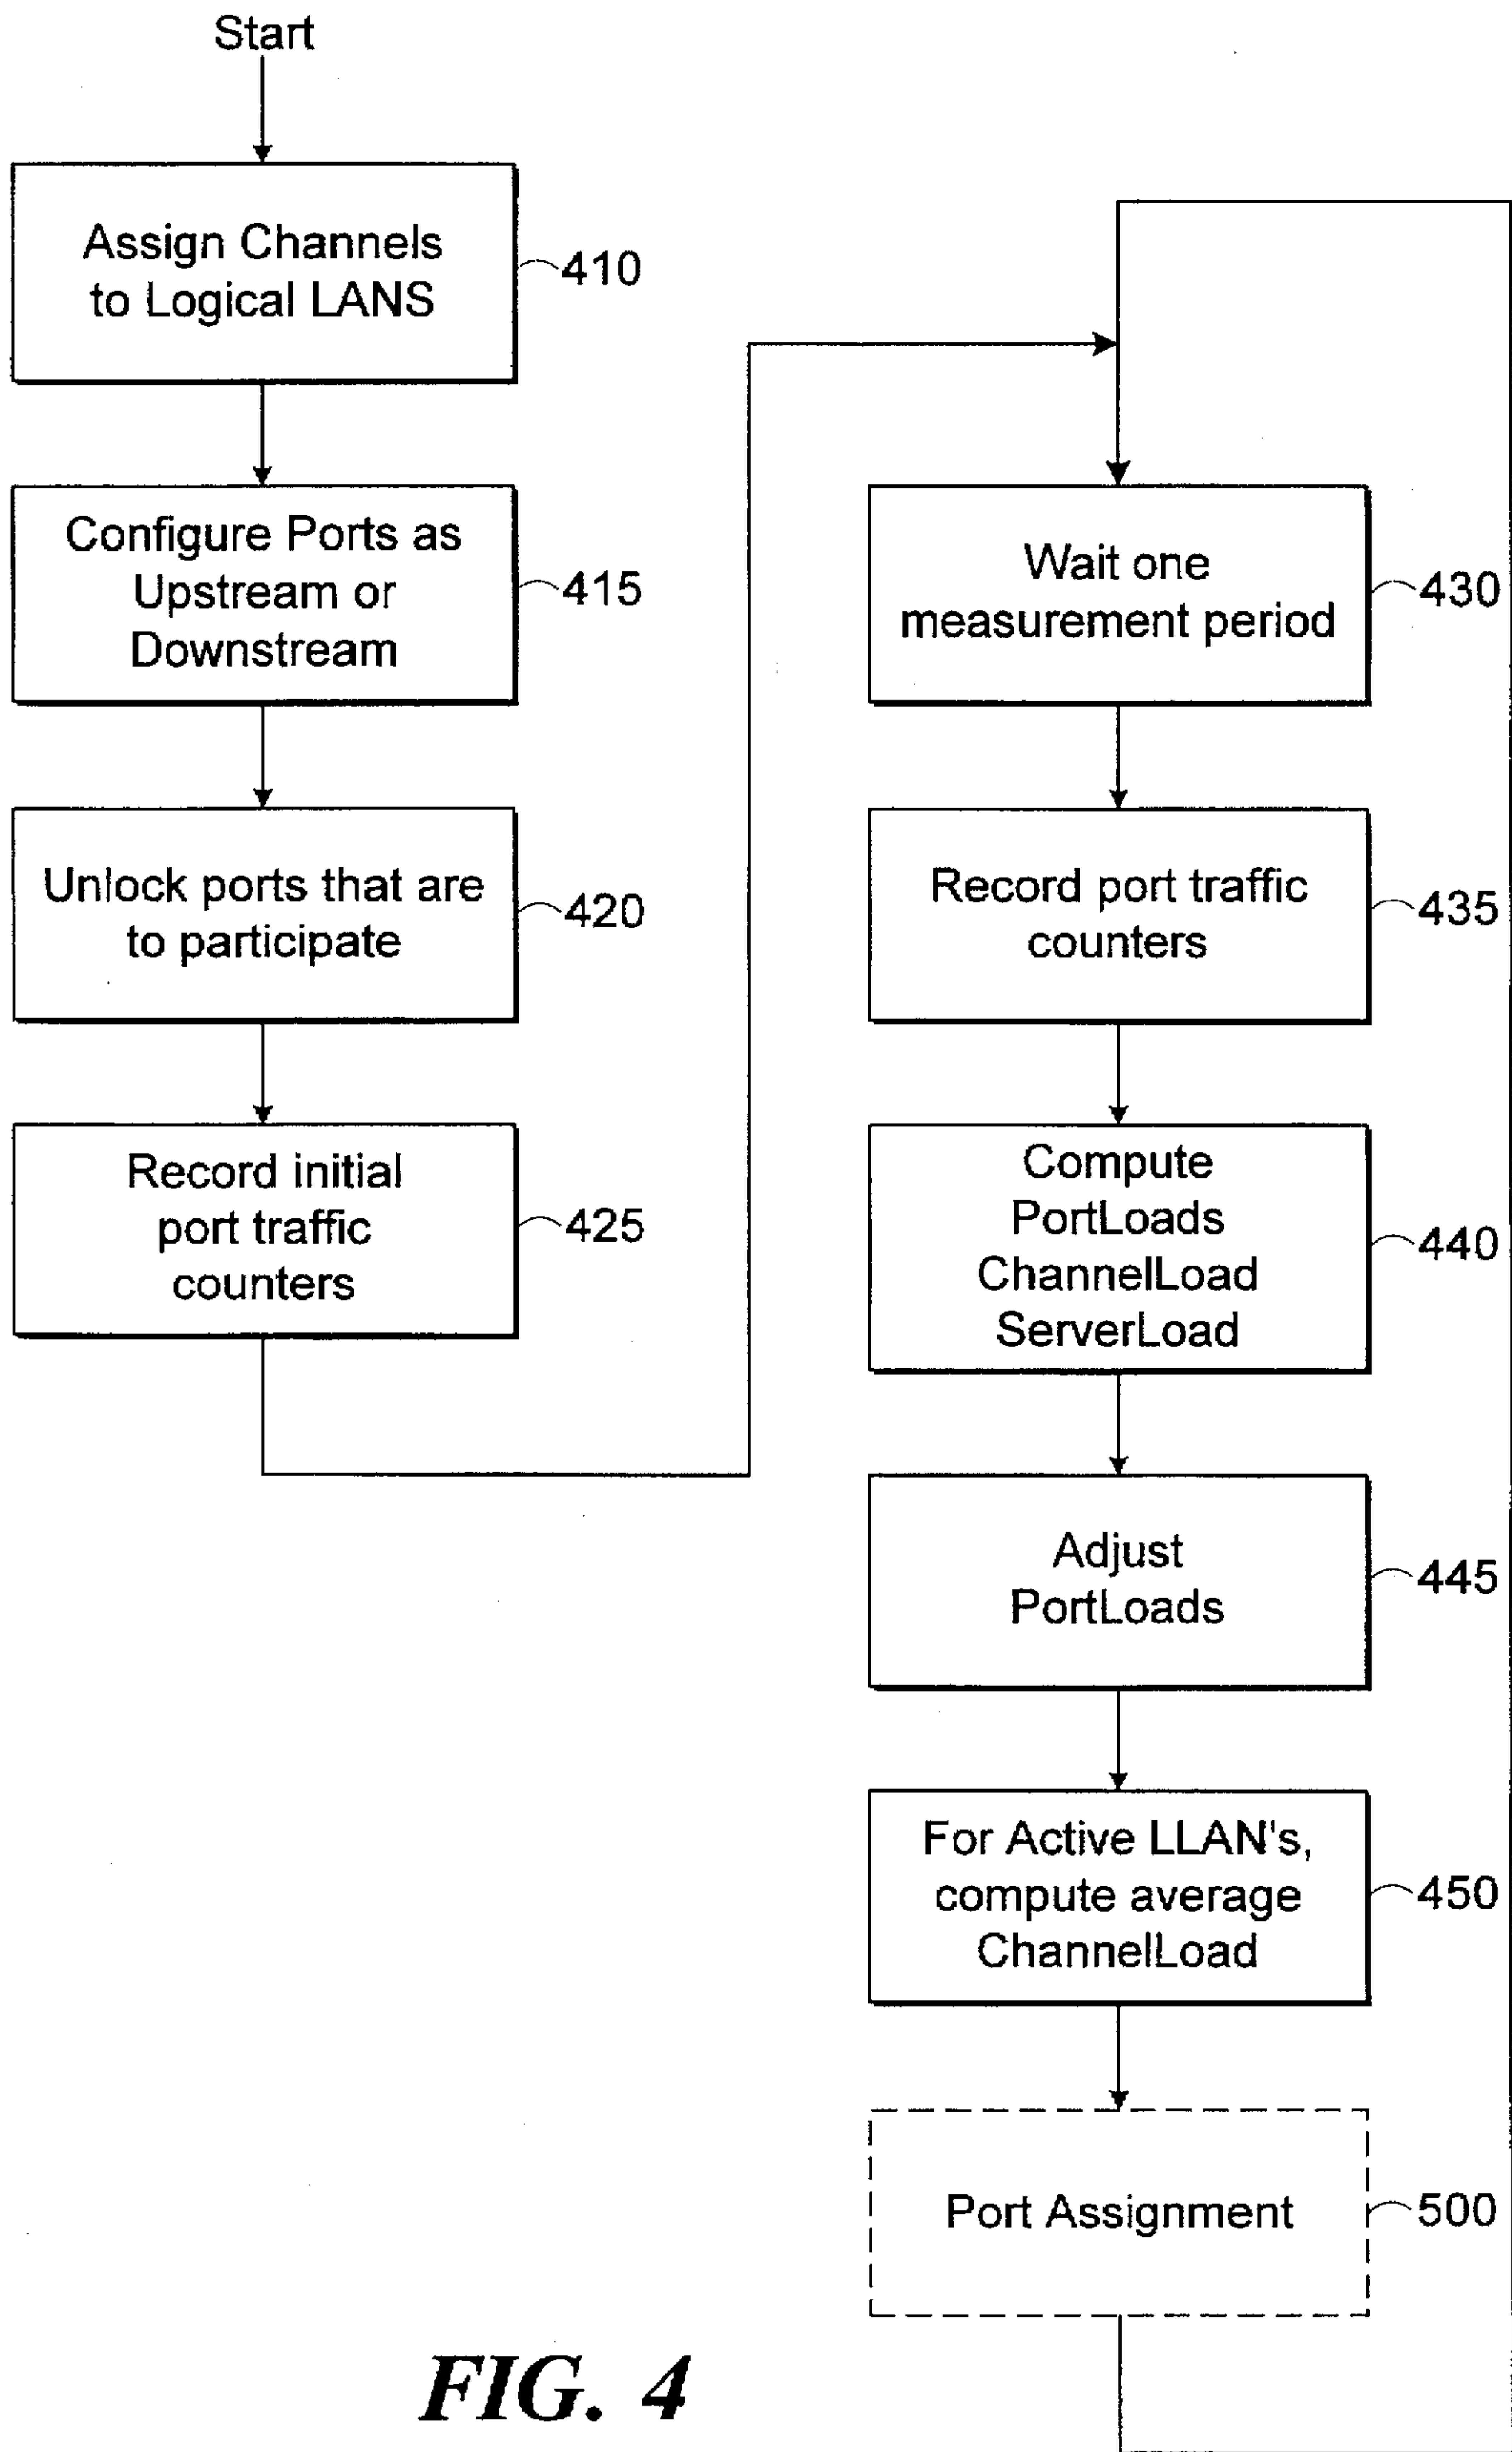 Start
Assign Channels
to Logical LANS
410
Configure Ports as
Upstream or
Downstream
415
Unlock ports that are
to participate
420
Record initial
port traffic
counters
425
Wait one
measurement period
430
Record port traffic
counters
435
Compute
PortLoads
ChannelLoad
ServerLoad
440
Adjust
PortLoads
445
For Active LLAN's,
compute average
ChannelLoad
450
Port Assignment
500
FIG. 4